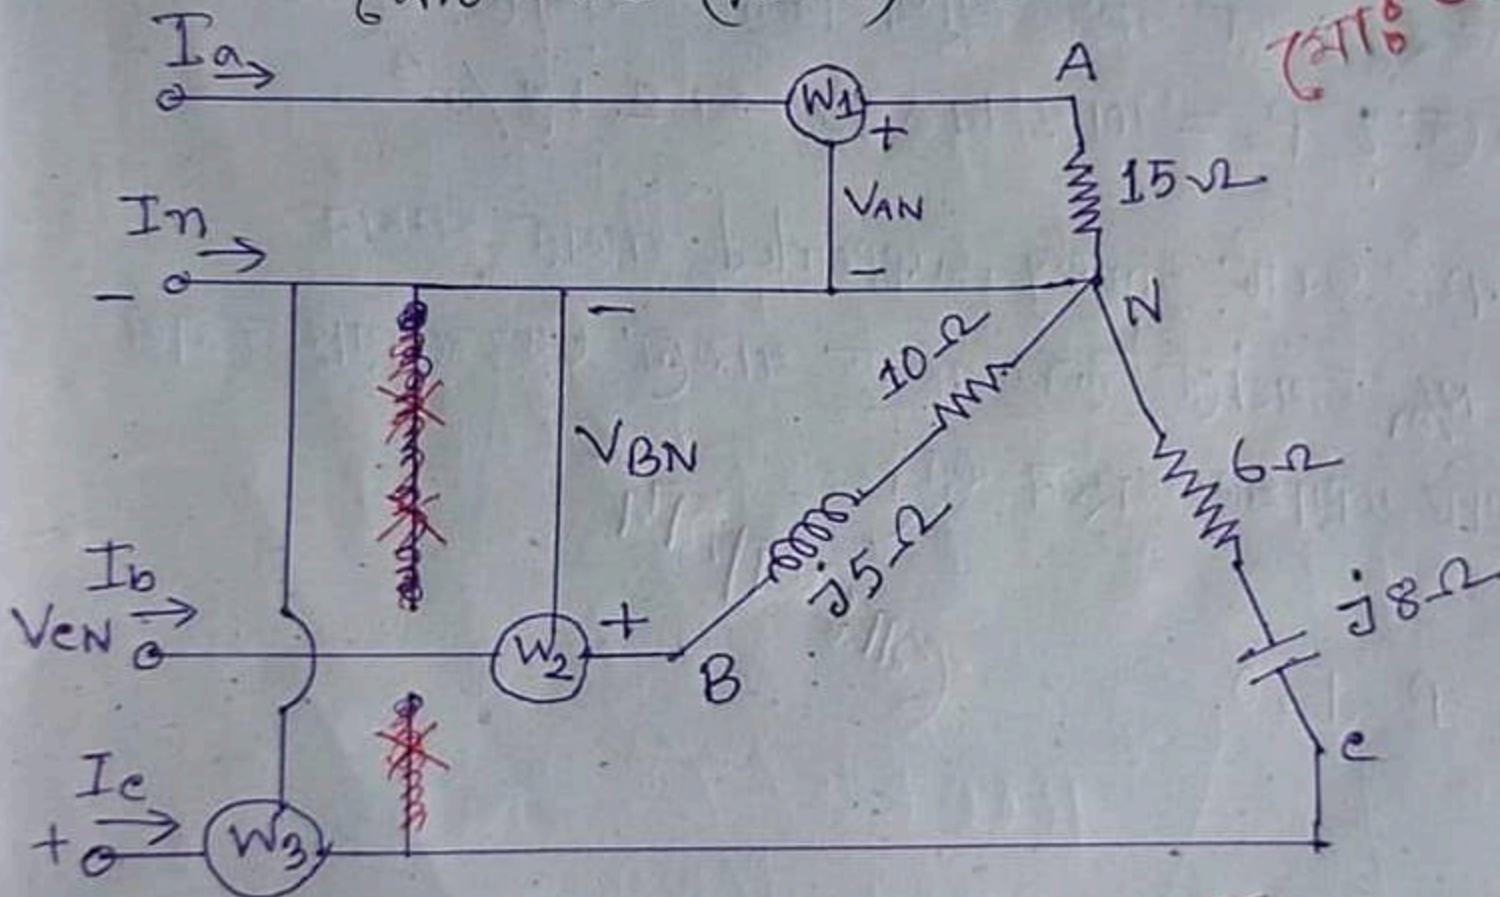 Ia
W1
A
+
15Ω
VAN
In
-
-
-
N
10Ω
VBN
6Ω
j5Ω
j8Ω
Ib
VCN
W2
+
B
C
Ic
+
W3